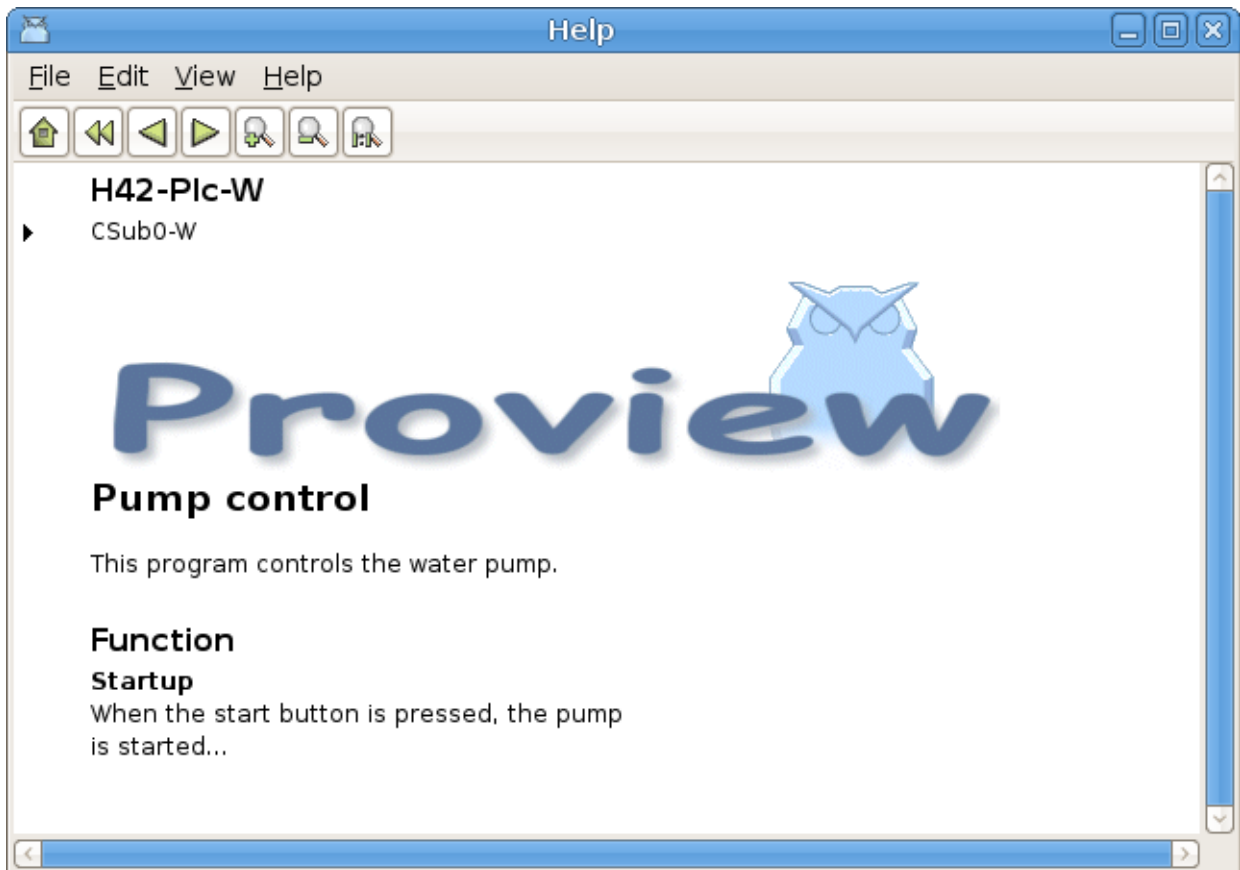 Help
File Edit View Help
H42-Plc-W
CSub0-W
Proview
Pump control
This program controls the water pump.
Function
Startup
When the start button is pressed, the pump
is started...